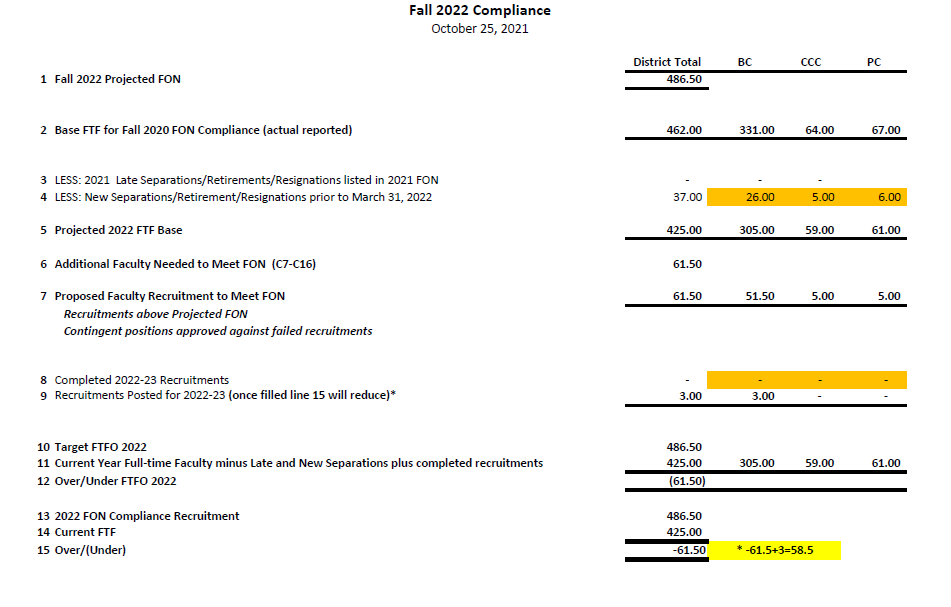 Fall 2022 Compliance
October 25, 2021
District Total BC CCC PC
1 Fall 2022 Projected FON 486.50
2 Base FTF for Fall 2020 FON Compliance (actual reported) 462.00 331.00 64.00 67.00
3 LESS: 2021 Late Separations/Retirements/Resignations listed in 2021 FON - - -
4 LESS: New Separations/Retirement/Resignations prior to March 31, 2022 37.00 26.00 5.00 6.00
5 Projected 2022 FTF Base 425.00 305.00 59.00 61.00
6 Additional Faculty Needed to Meet FON (C7-C16) 61.50
7 Proposed Faculty Recruitment to Meet FON 61.50 51.50 5.00 5.00
Recruitments above Projected FON
Contingent positions approved against failed recruitments
8 Completed 2022-23 Recruitments - - - -
9 Recruitments Posted for 2022-23 (once filled line 15 will reduce)* 3.00 3.00 - -
10 Target FTFO 2022 486.50
11 Current Year Full-time Faculty minus Late and New Separations plus completed recruitments 425.00 305.00 59.00 61.00
12 Over/Under FTFO 2022 (61.50)
13 2022 FON Compliance Recruitment 486.50
14 Current FTF 425.00
15 Over/(Under) -61.50 * -61.5+3=58.5